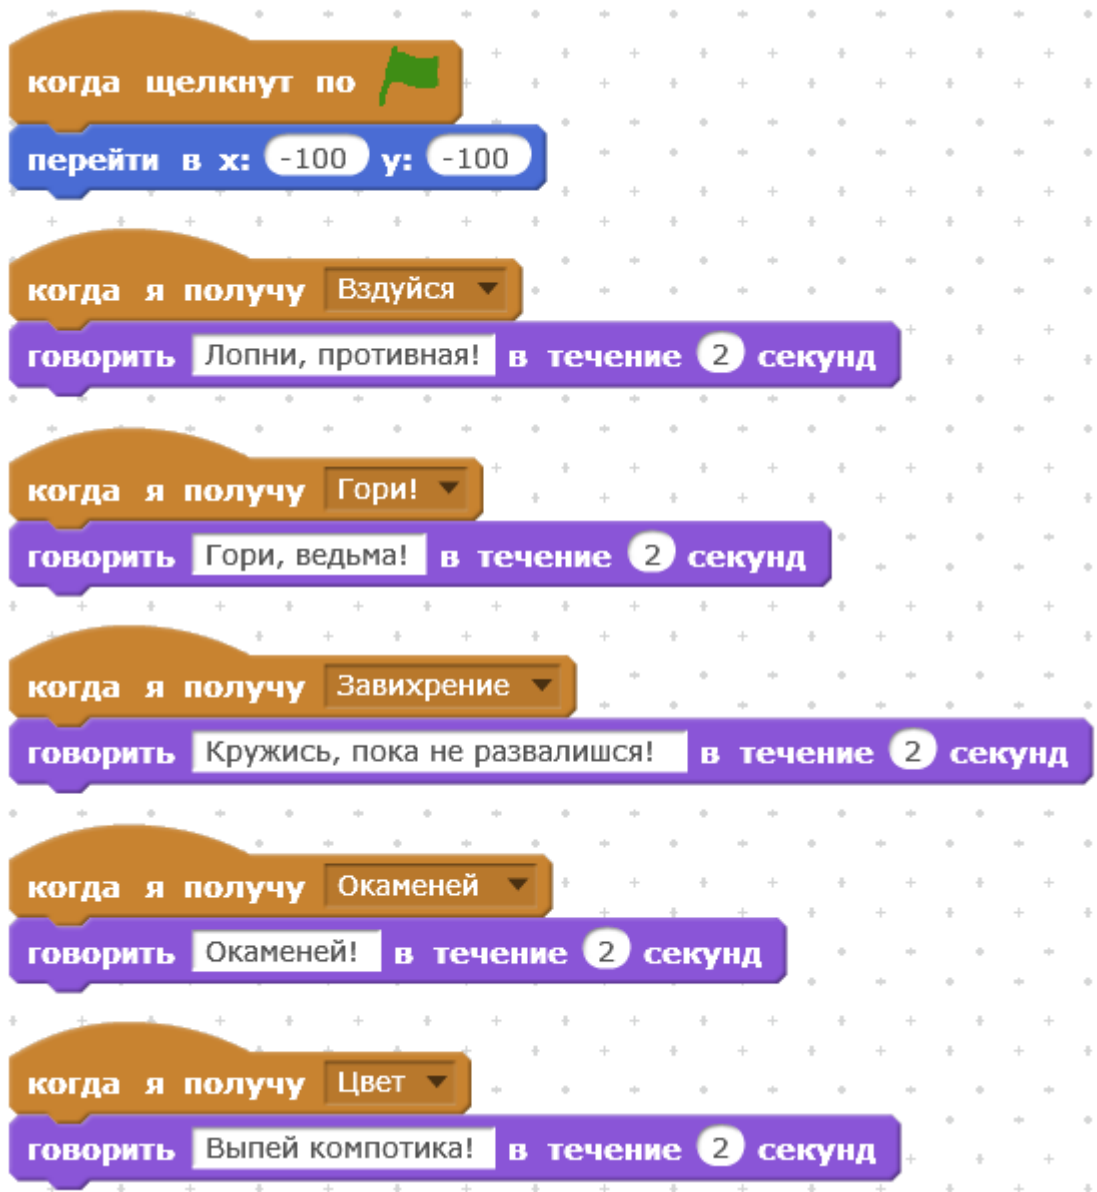 когда щелкнут по
перейти в x: -100 y: -100
когда я получу Вздуйся
говорить Лопни, противная! в течение 2 секунд
когда я получу Гори!
говорить Гори, ведьма! в течение 2 секунд
когда я получу Завихрение
говорить Кружись, пока не развалишся! в течение 2 секунд
когда я получу Окаменей
говорить Окаменей! в течение 2 секунд
когда я получу Цвет
говорить Выпей компотика! в течение 2 секунд